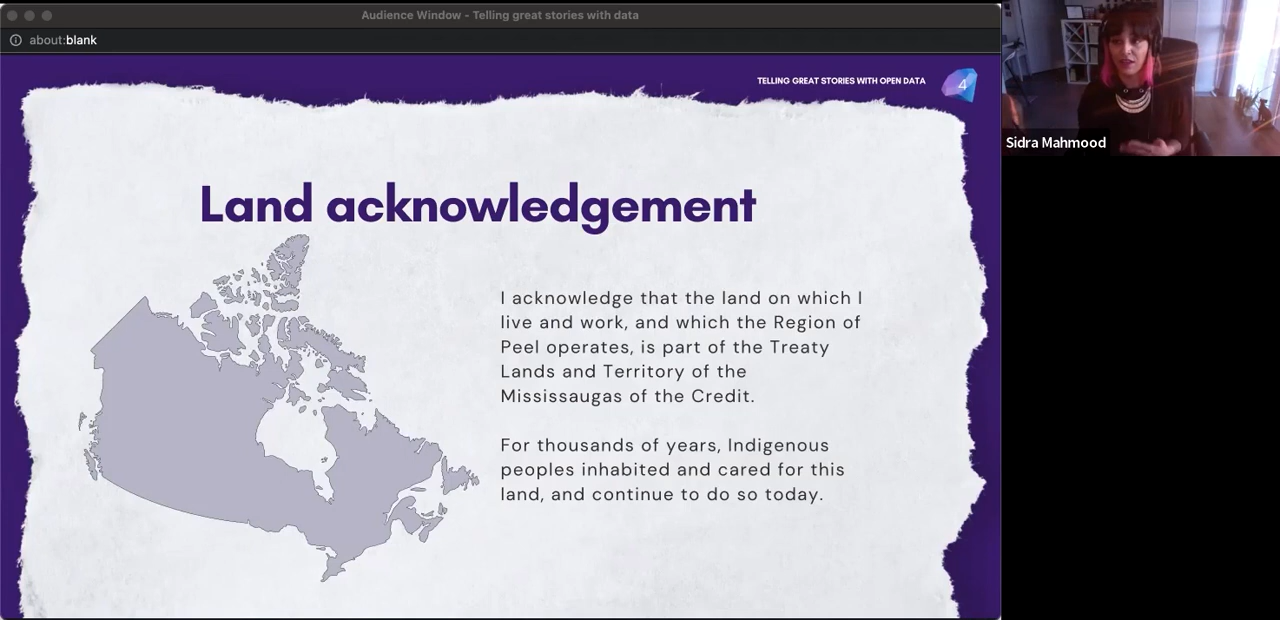 Audience Window - Telling great stories with data
about:blank
TELLING GREAT STORIES WITH OPEN DATA
4
Sidra Mahmood
Land acknowledgement
I acknowledge that the land on which I
live and work, and which the Region of
Peel operates, is part of the Treaty
Lands and Territory of the
Mississaugas of the Credit.
For thousands of years, Indigenous
peoples inhabited and cared for this
land, and continue to do so today.